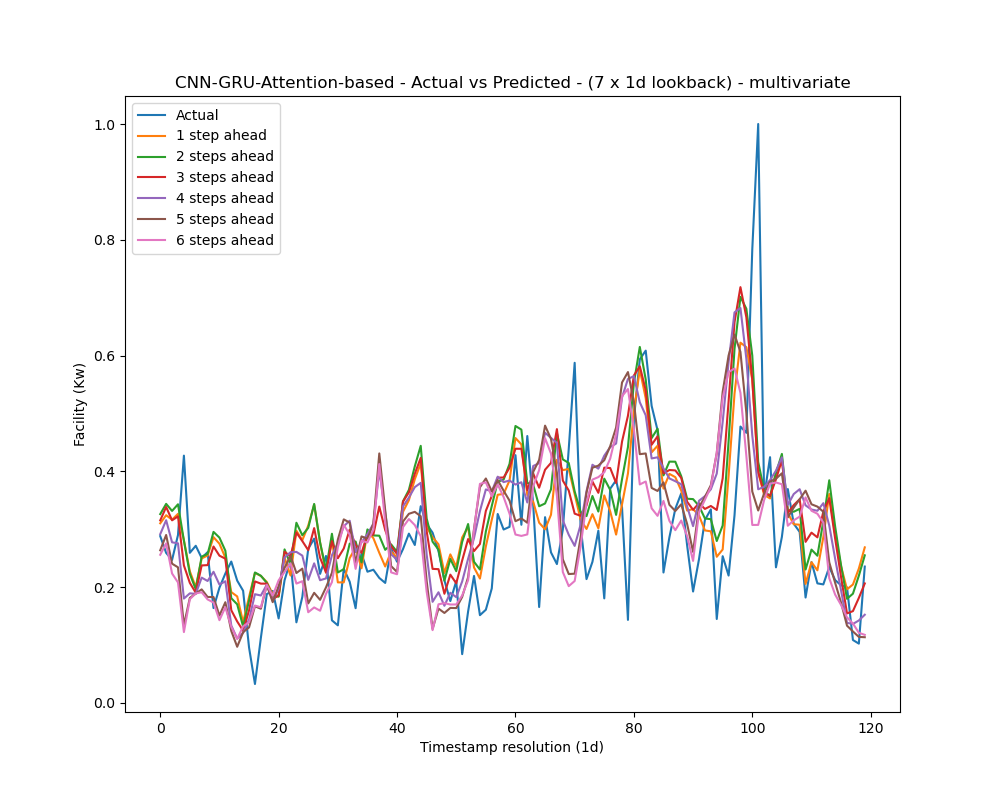 CNN-GRU-Attention-based - Actual vs Predicted - (7 x 1d lookback) - multivariate
Actual
1 step ahead
2 steps ahead
3 steps ahead
4 steps ahead
5 steps ahead
6 steps ahead
1.0
0.8
0.6
0.4
0.2
0.0
Facility (Kw)
0 20 40 60 80 100 120
Timestamp resolution (1d)